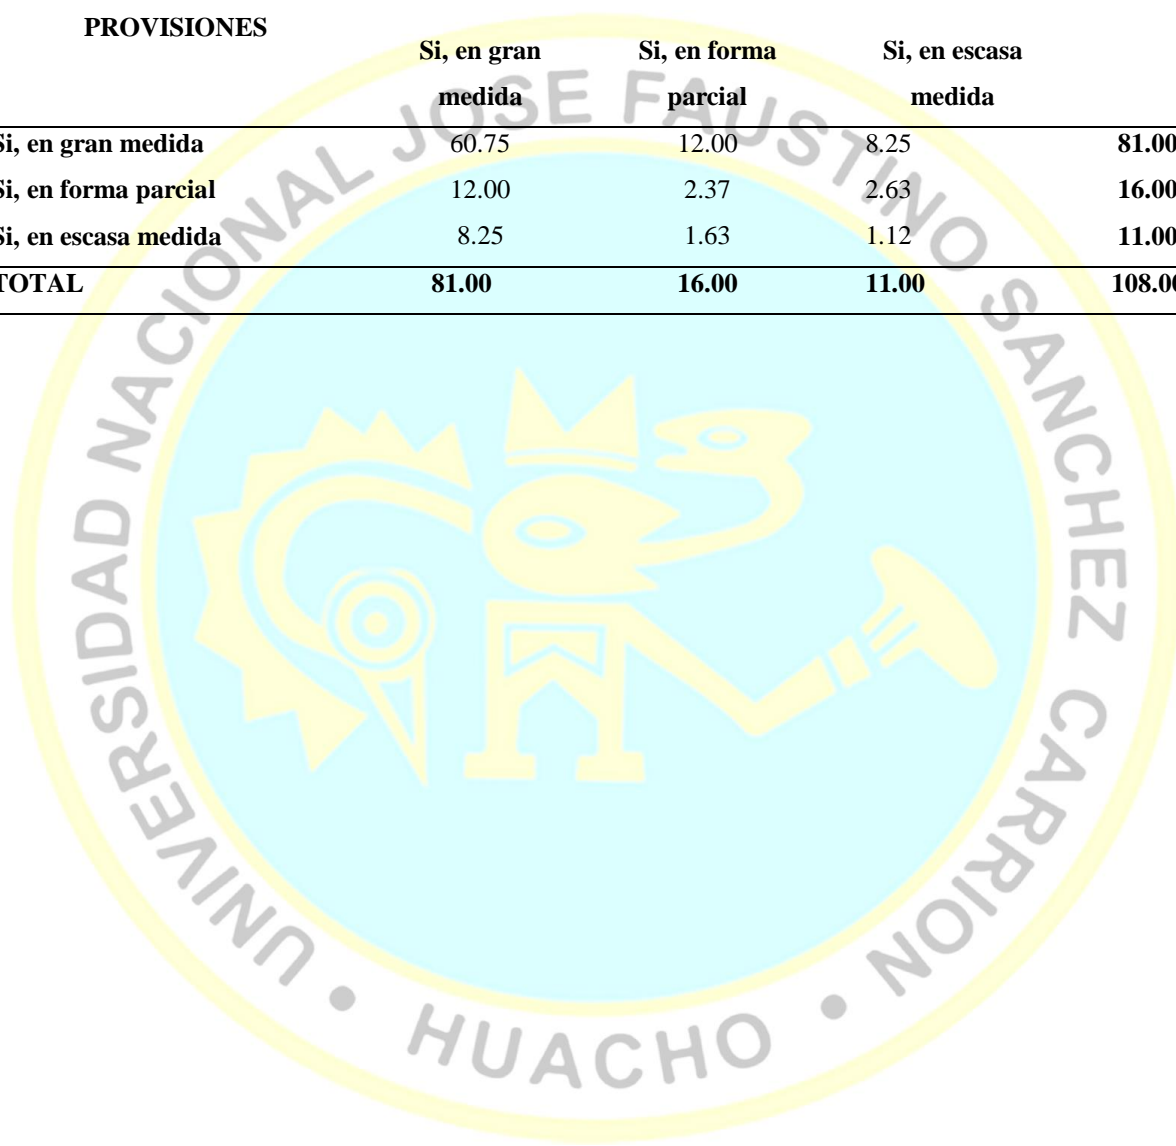 PROVISIONES
Si, en gran medida Si, en forma parcial Si, en escasa medida
Si, en gran medida 60.75 12.00 8.25 81.00
Si, en forma parcial 12.00 2.37 2.63 16.00
Si, en escasa medida 8.25 1.63 1.12 11.00
TOTAL 81.00 16.00 11.00 108.00
UNIVERSIDAD NACIONAL JOSE FAUSTINO SANCHEZ CARRION • HUACHO •